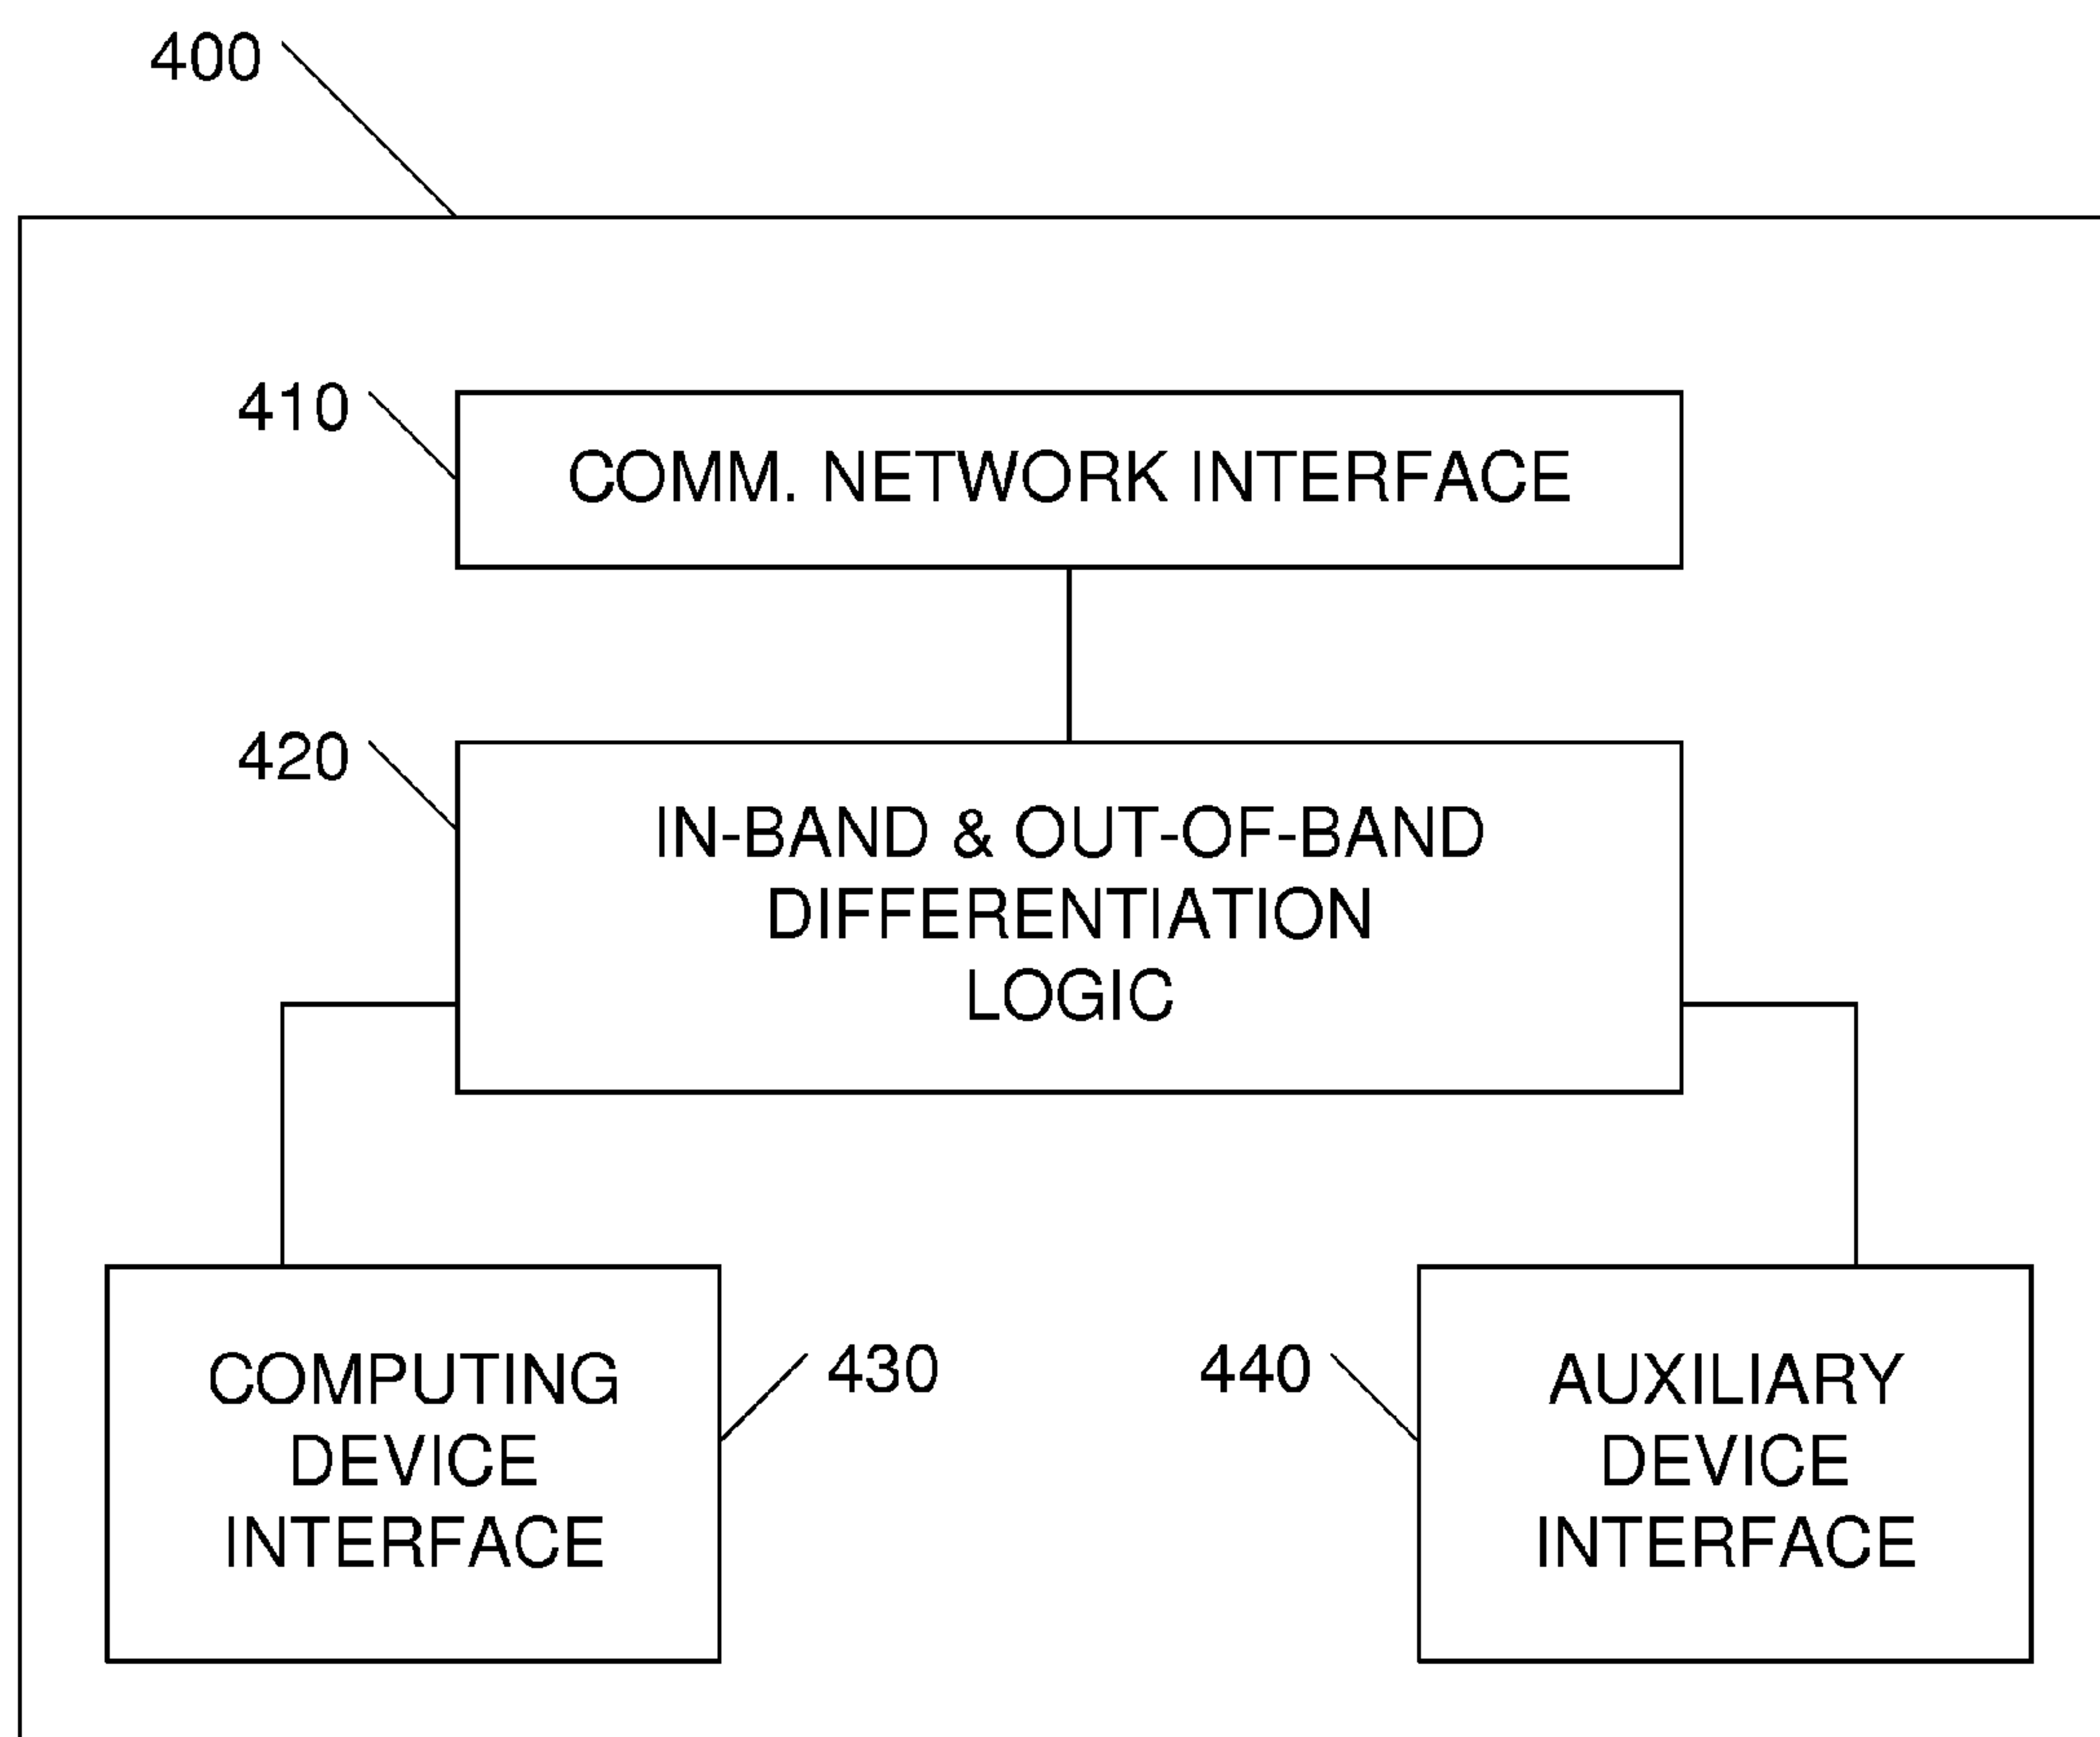 400
410
COMM. NETWORK INTERFACE
420
IN-BAND & OUT-OF-BAND
DIFFERENTIATION
LOGIC
COMPUTING
DEVICE
INTERFACE
430
440
AUXILIARY
DEVICE
INTERFACE